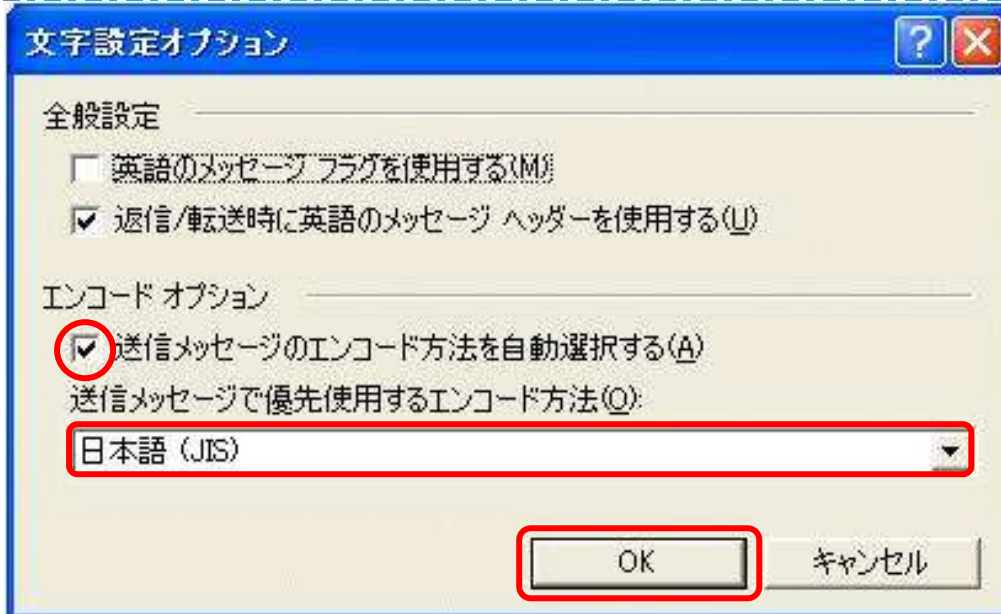 文字設定オプション
全般設定
英語のメッセージ フラグを使用する(M)
返信/転送時に英語のメッセージ ヘッダーを使用する(U)
エンコード オプション
送信メッセージのエンコード方法を自動選択する(A)
送信メッセージで優先使用するエンコード方法(O):
日本語 (JIS)
OK キャンセル